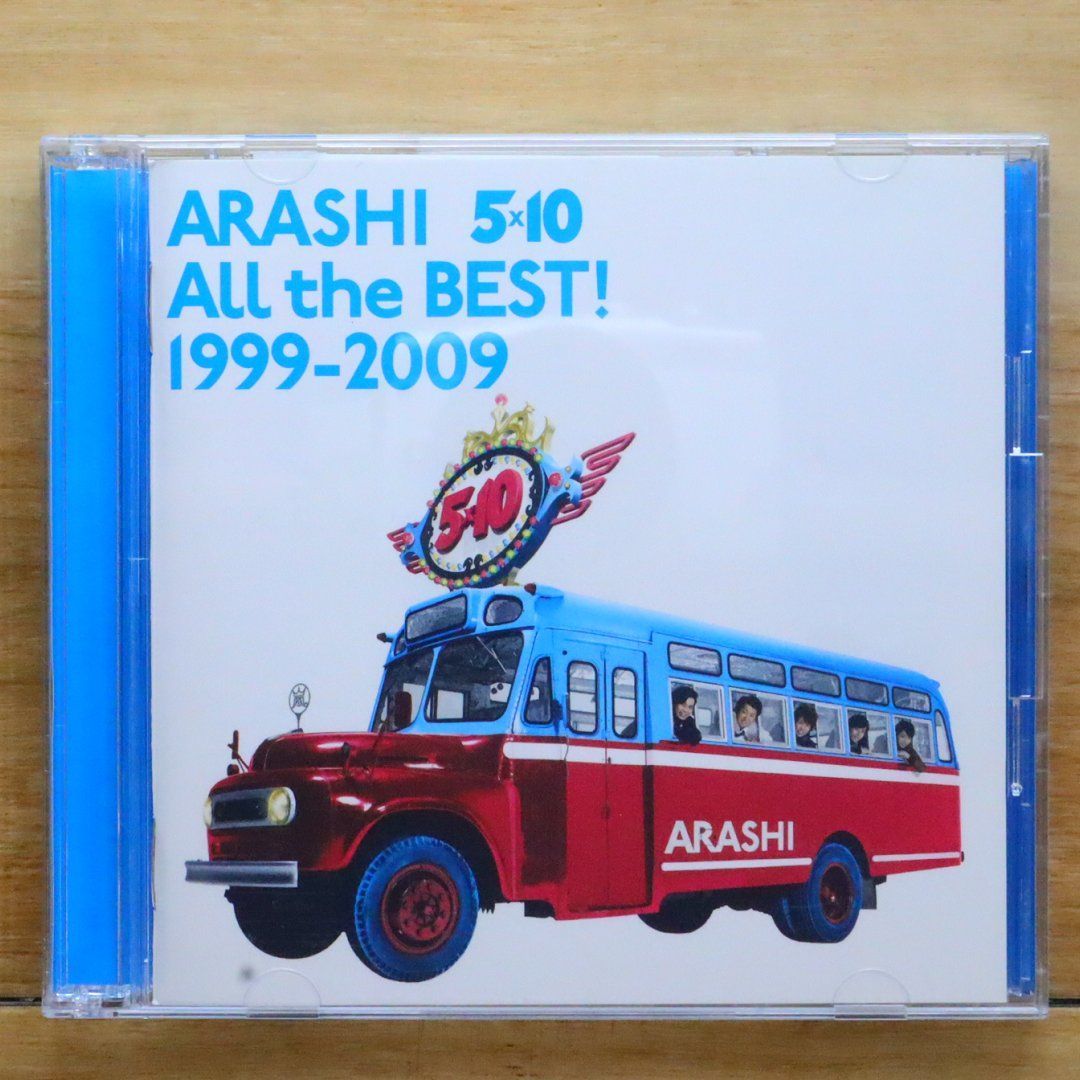 ARASHI 5×10
All the BEST!
1999-2009
5×10
ARASHI